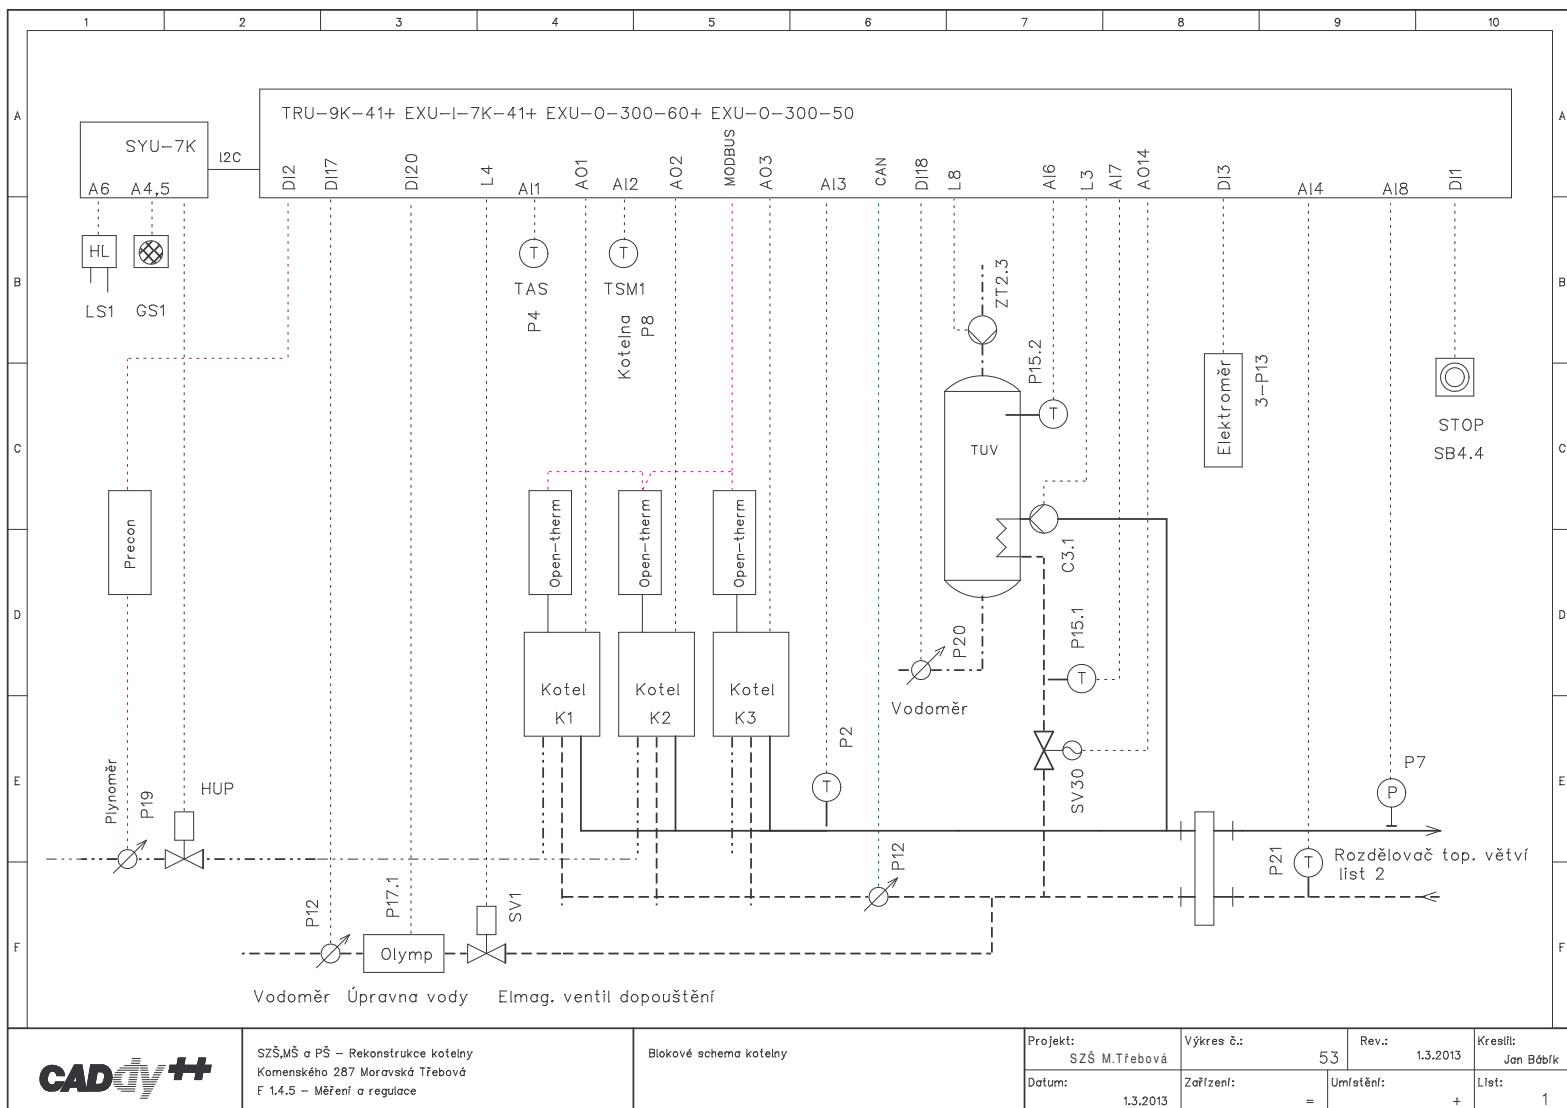 1 2 3 4 5 6 7 8 9 10
A A
TRU-9K-41+ EXU-I-7K-41+ EXU-O-300-60+ EXU-O-300-50
SYU-7K
I2C
A6 A4,5
DI2 DI17 DI20 L4 AI1 AO1 AI2 AO2 MODBUS AO3 AI3 CAN DI18 L8 AI6 L3 AI7 AO14 DI3 AI4 AI8 DI1
HL T T
B B
TAS TSM1
LS1 GS1
P4
Kotelna P8
ZT2.3
P15.2
T
Elektroměr
3-P13
STOP
SB4.4
C C
TUV
Precon
Open-therm Open-therm Open-therm
C3.1
D D
P20
P15.1
T
Vodoměr
Kotel Kotel Kotel
K1 K2 K3
P2
T
SV30
P7
P
E E
Plynoměr
P19
HUP
P21
T
Rozdělovač top. větví
list 2
P12
P12
P17.1
SV1
F F
Olymp
Vodoměr Úpravna vody Elmag. ventil dopouštění
CADdy++
SZŠ,MŠ a PŠ - Rekonstrukce kotelny
Komenského 287 Moravská Třebová
F 1.4.5 - Měření a regulace
Blokové schema kotelny
Projekt:
SZŠ M.Třebová
Výkres č.:
53
Rev.:
1.3.2013
Kreslil:
Jan Bábík
Datum:
1.3.2013
Zařízení:
=
Umístění:
+
List:
1